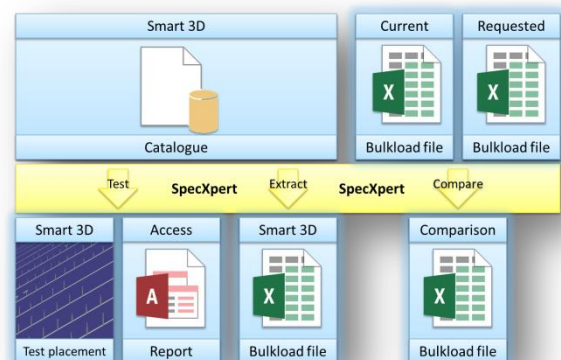 Smart 3D
Current
Requested
X
X
Catalogue
Bulkload file
Bulkload file
Test
SpecXpert
Extract
SpecXpert
Compare
Smart 3D
Access
Smart 3D
Comparison
A
X
X
Test placement
Report
Bulkload file
Bulkload file